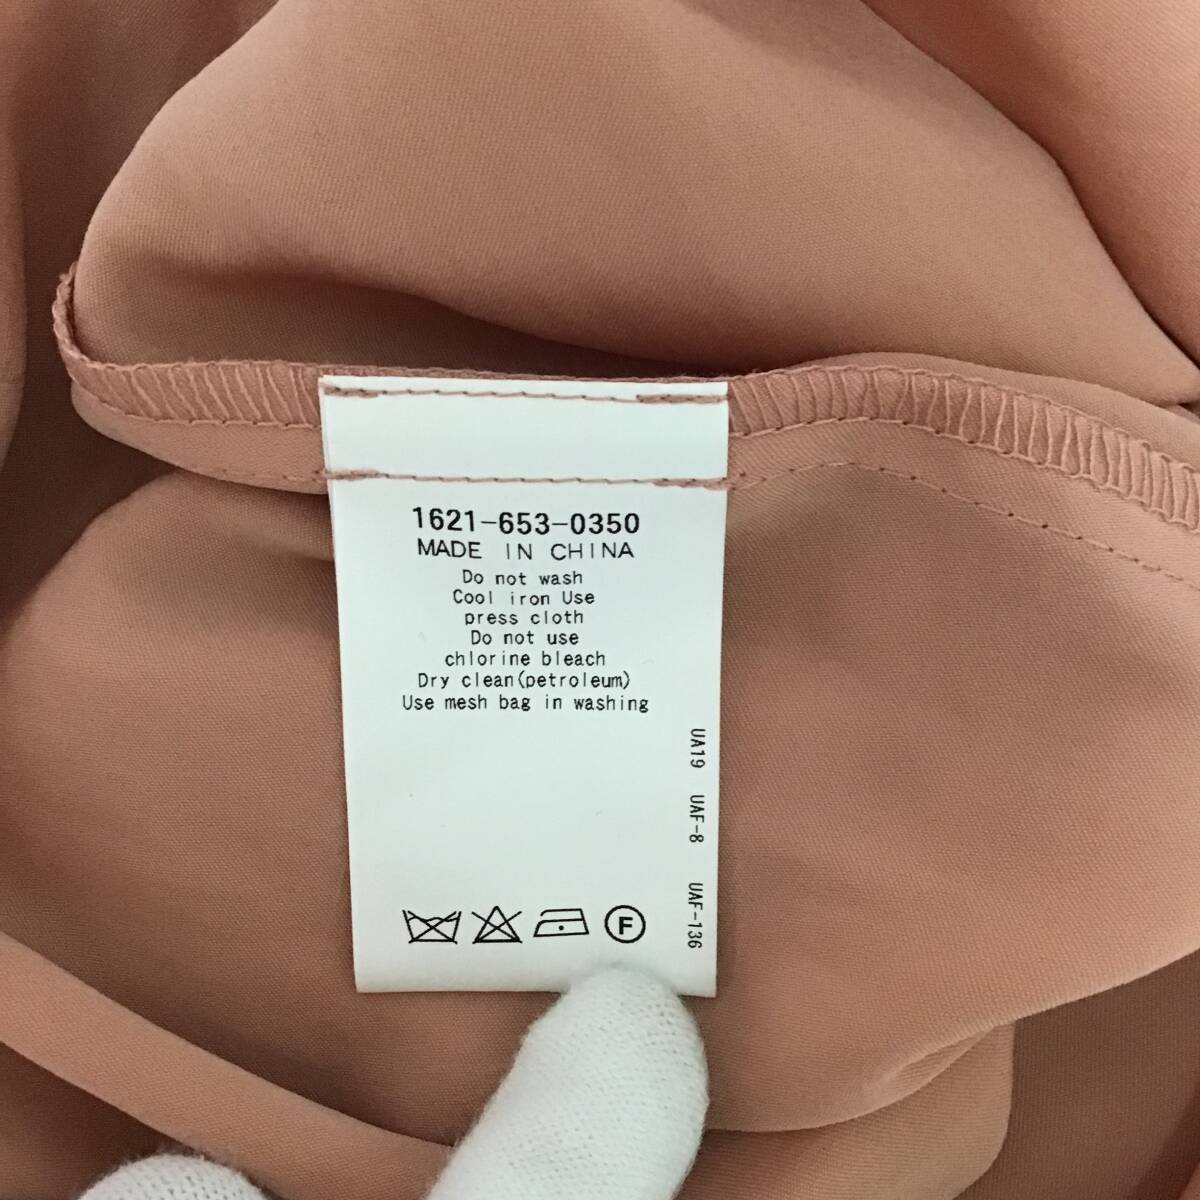 1621-653-0350
MADE IN CHINA
Do not wash
Cool iron Use
press cloth
Do not use
chlorine bleach
Dry clean(petroleum)
Use mesh bag in washing
UA19 UAF-8 UAF-136
F